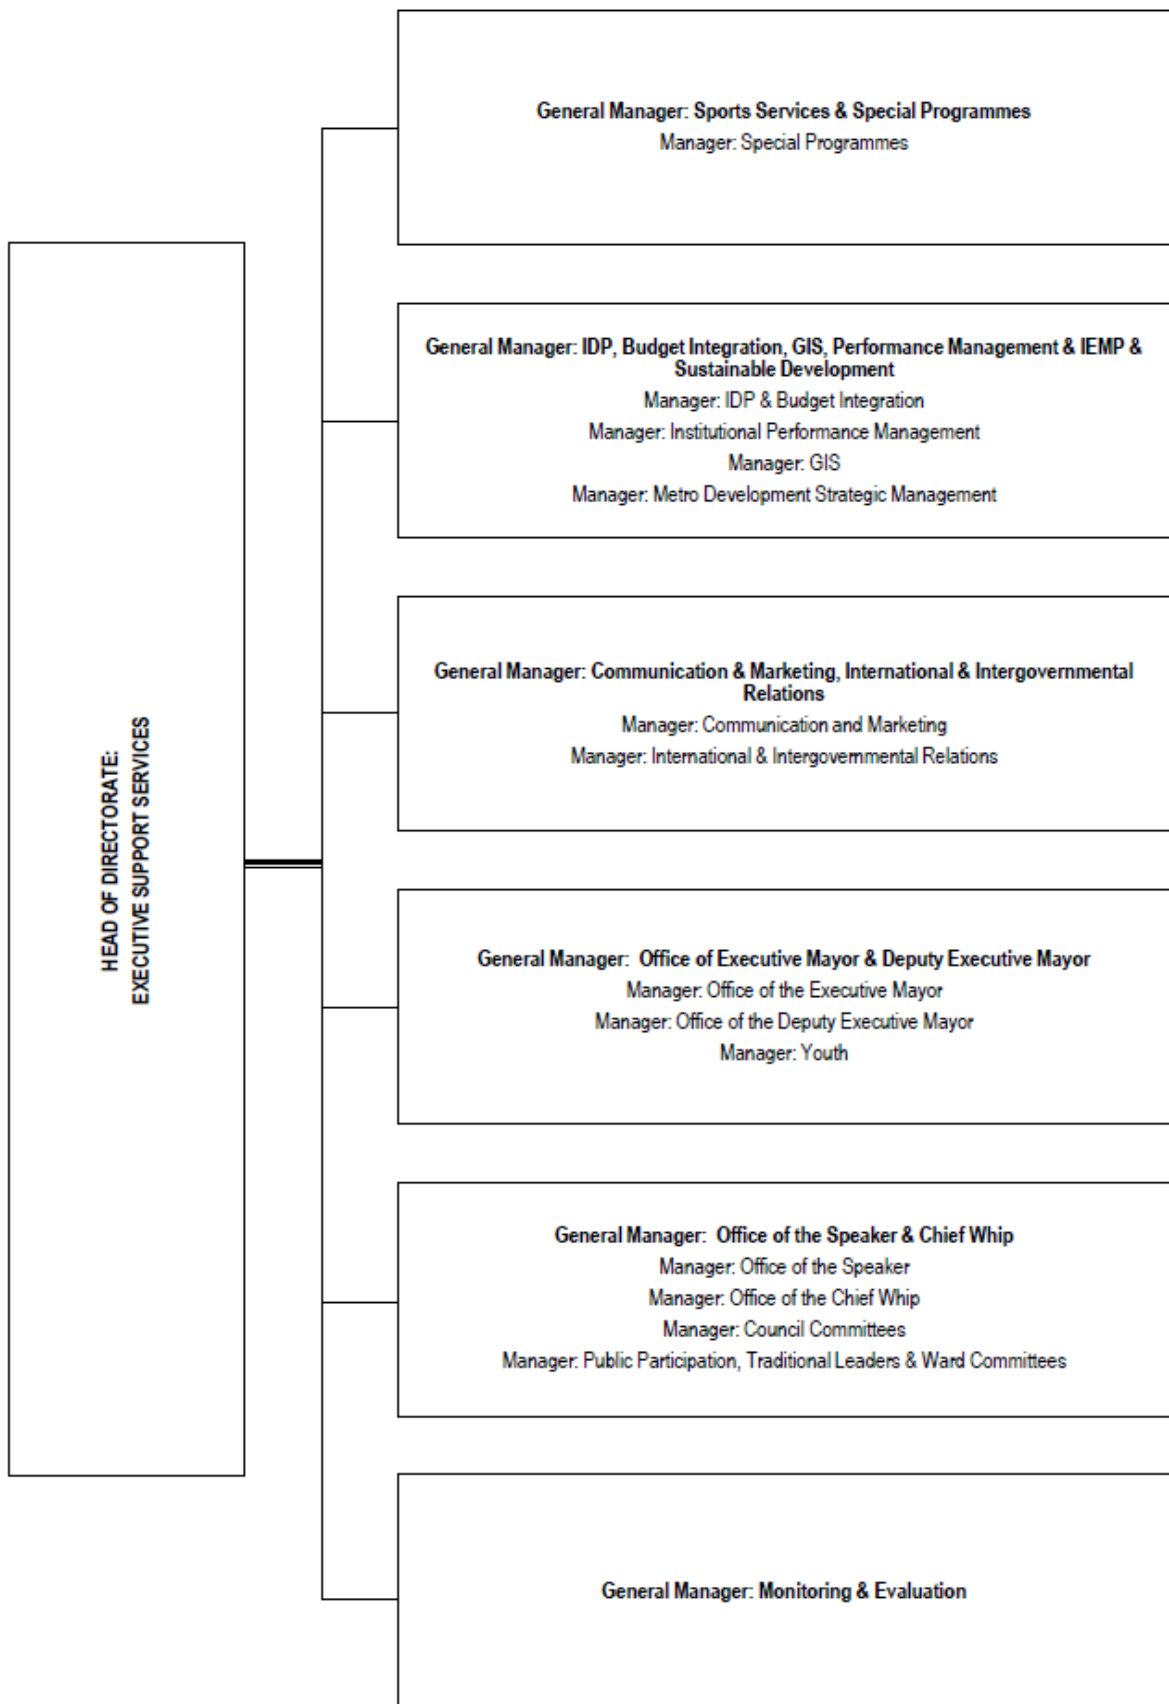 HEAD OF DIRECTORATE:
EXECUTIVE SUPPORT SERVICES
General Manager: Sports Services & Special Programmes
Manager: Special Programmes
General Manager: IDP, Budget Integration, GIS, Performance Management & IEMP &
Sustainable Development
Manager: IDP & Budget Integration
Manager: Institutional Performance Management
Manager: GIS
Manager: Metro Development Strategic Management
General Manager: Communication & Marketing, International & Intergovernmental
Relations
Manager: Communication and Marketing
Manager: International & Intergovernmental Relations
General Manager: Office of Executive Mayor & Deputy Executive Mayor
Manager: Office of the Executive Mayor
Manager: Office of the Deputy Executive Mayor
Manager: Youth
General Manager: Office of the Speaker & Chief Whip
Manager: Office of the Speaker
Manager: Office of the Chief Whip
Manager: Council Committees
Manager: Public Participation, Traditional Leaders & Ward Committees
General Manager: Monitoring & Evaluation